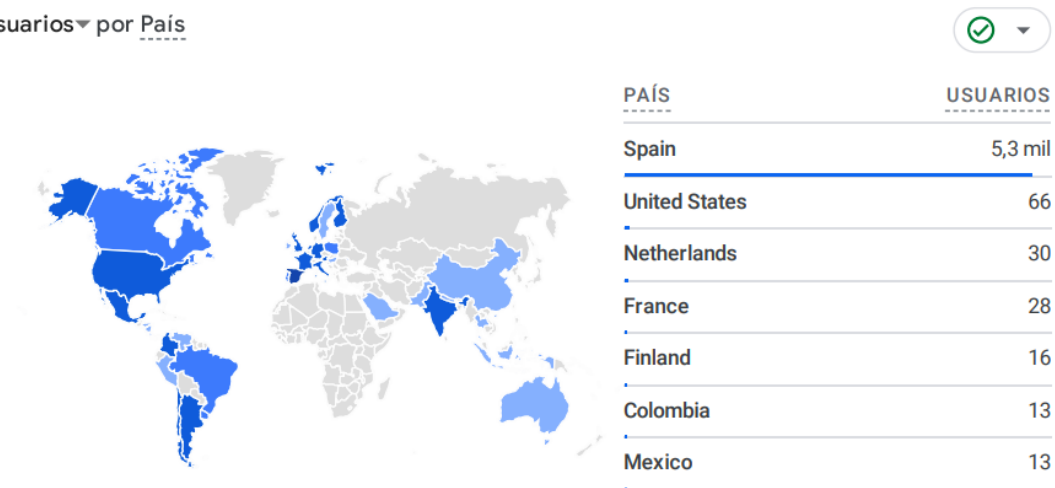 suarios por País
PAÍS USUARIOS
Spain 5,3 mil
United States 66
Netherlands 30
France 28
Finland 16
Colombia 13
Mexico 13